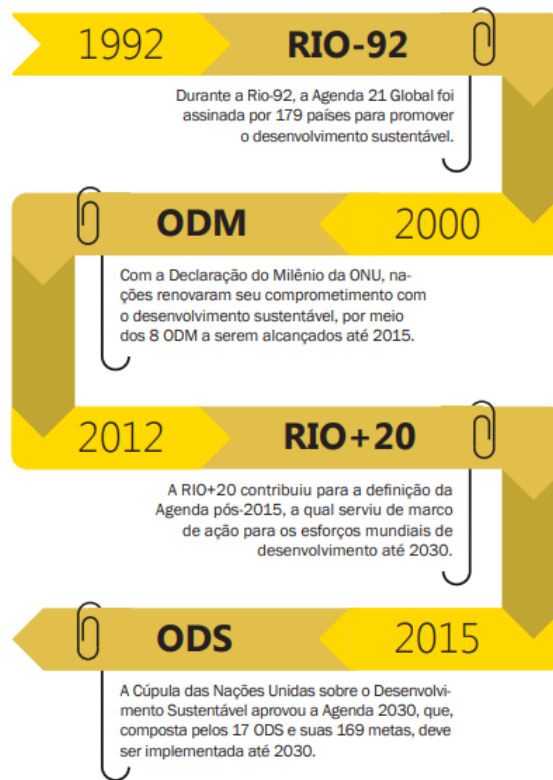 1992 RIO-92
Durante a Rio-92, a Agenda 21 Global foi
assinada por 179 países para promover
o desenvolvimento sustentável.
ODM 2000
Com a Declaração do Milênio da ONU, na-
ções renovaram seu comprometimento com
o desenvolvimento sustentável, por meio
dos 8 ODM a serem alcançados até 2015.
2012 RIO+20
A RIO+20 contribuiu para a definição da
Agenda pós-2015, a qual serviu de marco
de ação para os esforços mundiais de
desenvolvimento até 2030.
ODS 2015
A Cúpula das Nações Unidas sobre o Desenvolvi-
mento Sustentável aprovou a Agenda 2030, que,
composta pelos 17 ODS e suas 169 metas, deve
ser implementada até 2030.